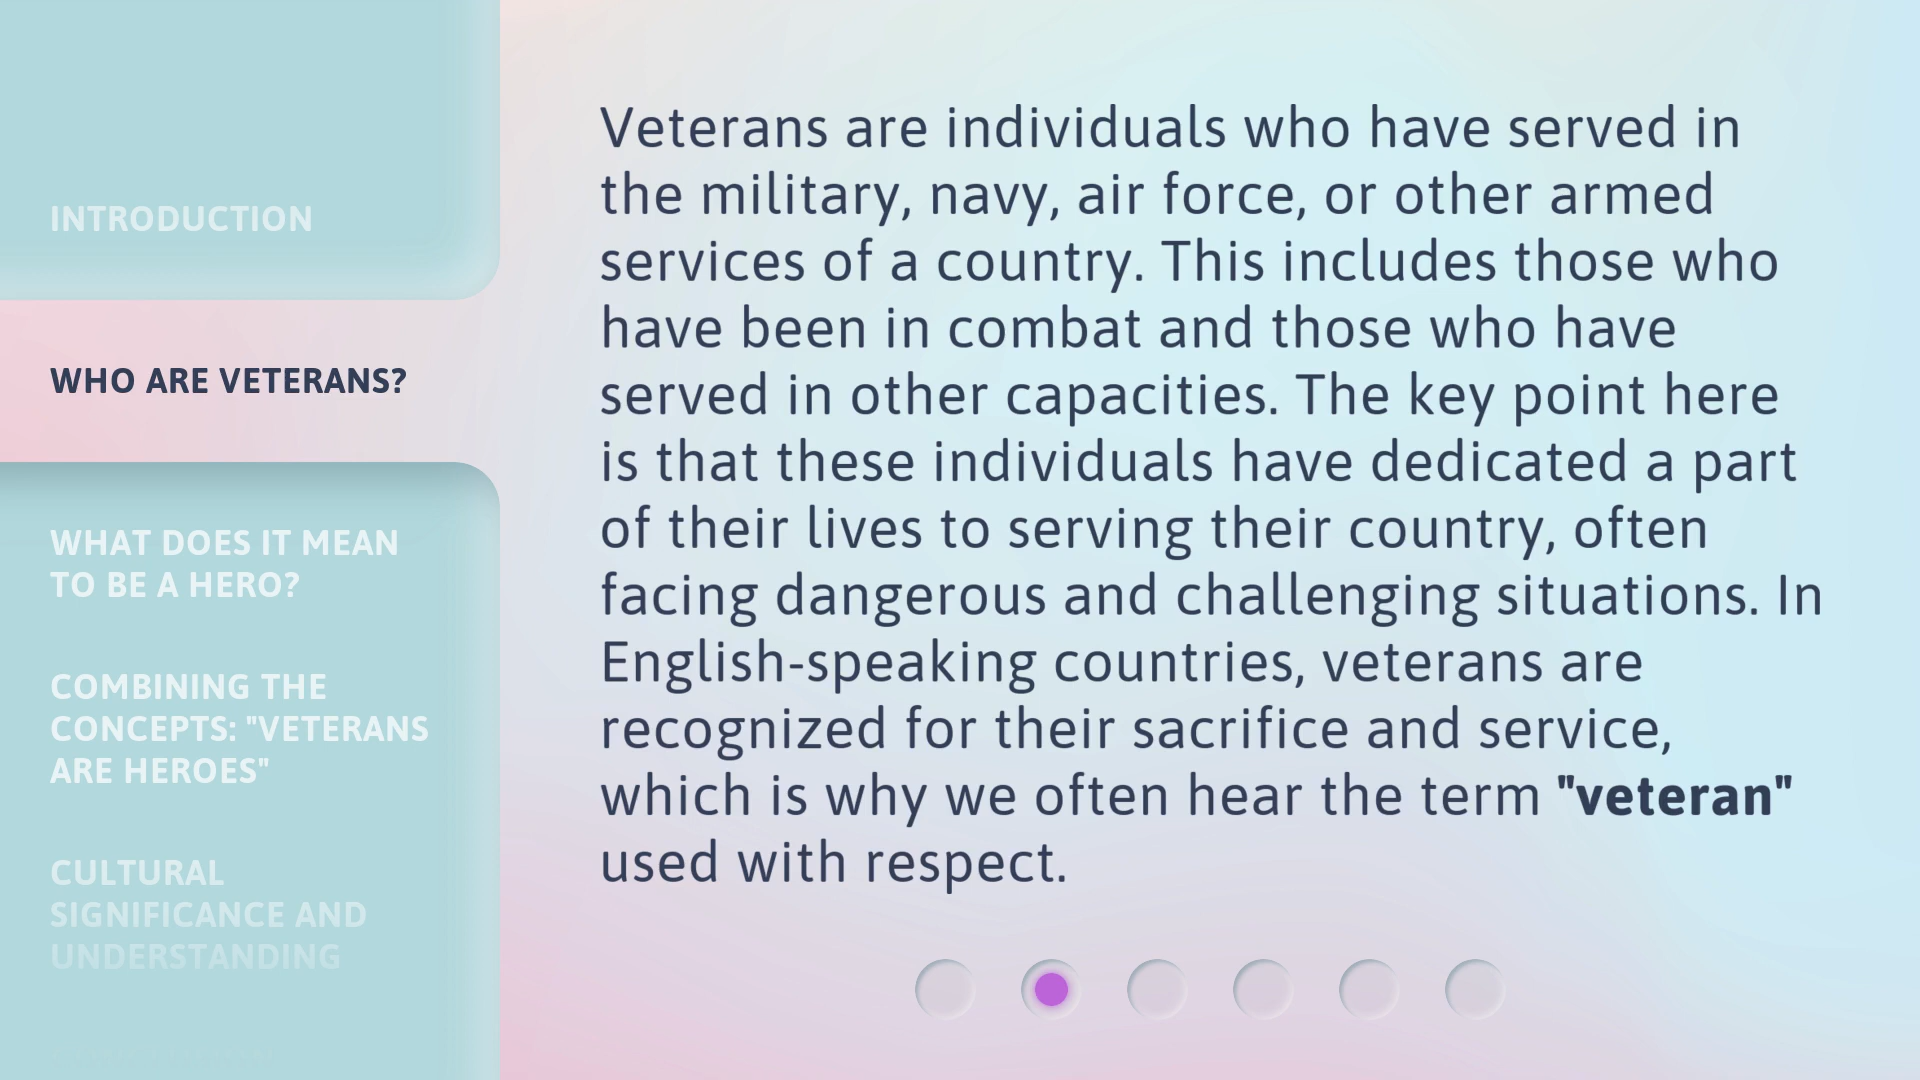 INTRODUCTION
WHO ARE VETERANS?
WHAT DOES IT MEAN
TO BE A HERO?
COMBINING THE
CONCEPTS: "VETERANS
ARE HEROES"
CULTURAL
SIGNIFICANCE AND
UNDERSTANDING
Veterans are individuals who have served in
the military, navy, air force, or other armed
services of a country. This includes those who
have been in combat and those who have
served in other capacities. The key point here
is that these individuals have dedicated a part
of their lives to serving their country, often
facing dangerous and challenging situations. In
English-speaking countries, veterans are
recognized for their sacrifice and service,
which is why we often hear the term "veteran"
used with respect.